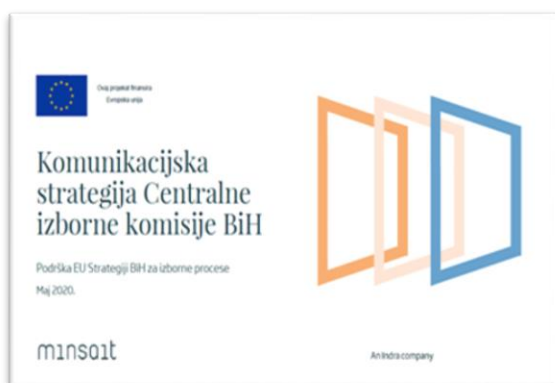 Ovaj projekat finansira
Evropska unija
Komunikacijska
strategija Centralne
izborne komisije BiH
Podrška EU Strategiji BiH za izborne procese
Maj 2020.
minsait
An Indra company